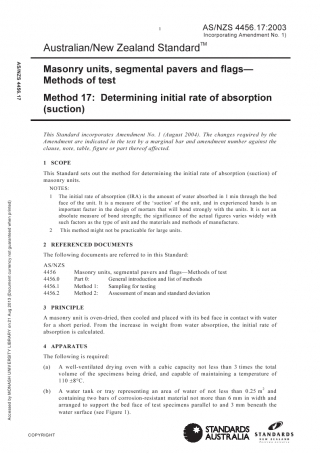 1
AS/NZS 4456.17:2003
Incorporating Amendment No. 1)
AS/NZS 4456.17
Australian/New Zealand Standard™
Masonry units, segmental pavers and flags—
Methods of test
Method 17: Determining initial rate of absorption
(suction)
This Standard incorporates Amendment No. 1 (August 2004). The changes required by the
Amendment are indicated in the text by a marginal bar and amendment number against the
clause, note, table, figure or part thereof affected.
1 SCOPE
This Standard sets out the method for determining the initial rate of absorption (suction) of
masonry units.
NOTES:
1 The initial rate of absorption (IRA) is the amount of water absorbed in 1 min through the bed
face of the unit. It is a measure of the 'suction' of the unit, and in experienced hands is an
important factor in the design of mortars that will bond strongly with the units. It is not an
absolute measure of bond strength; the significance of the actual figures varies widely with
such factors as the type of unit and the materials and methods of manufacture.
2 This method might not be practicable for large units.
2 REFERENCED DOCUMENTS
The following documents are referred to in this Standard:
AS/NZS
4456 Masonry units, segmental pavers and flags—Methods of test
4456.0 Part 0: General introduction and list of methods
4456.1 Method 1: Sampling for testing
4456.2 Method 2: Assessment of mean and standard deviation
3 PRINCIPLE
A masonry unit is oven-dried, then cooled and placed with its bed face in contact with water
for a short period. From the increase in weight from water absorption, the initial rate of
absorption is calculated.
4 APPARATUS
The following is required:
(a) A well-ventilated drying oven with a cubic capacity not less than 3 times the total
volume of the specimens being dried, and capable of maintaining a temperature of
110 ±8°C.
(b) A water tank or tray representing an area of water of not less than 0.25 m² and
containing two bars of corrosion-resistant material not more than 6 mm in width and
arranged to support the bed face of test specimens parallel to and 3 mm beneath the
water surface (see Figure 1).
Accessed by MONASH UNIVERSITY LIBRARY on 21 Aug 2013 (Document currency not guaranteed when printed)
COPYRIGHT
STANDARDS
AUSTRALIA
STANDARDS
NEW ZEALAND